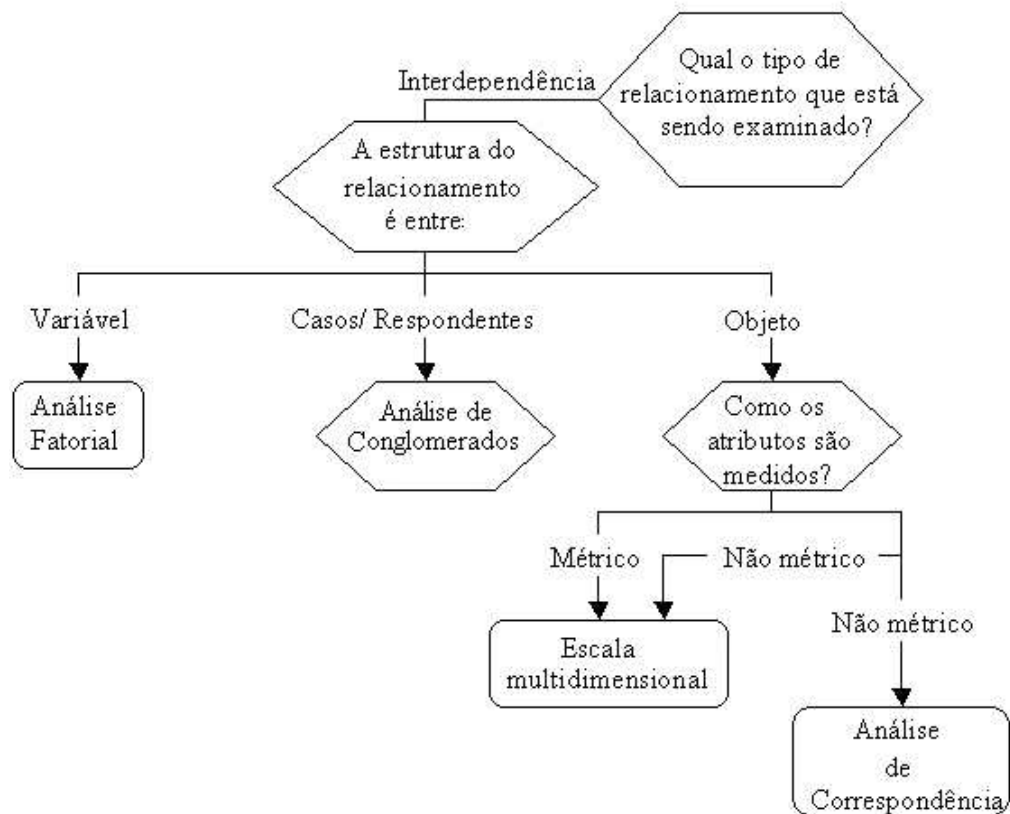 Qual o tipo de
relacionamento que está
sendo examinado?
Interdependência
A estrutura do
relacionamento
é entre:
Variável
Casos/ Respondentes
Objeto
Análise
Fatorial
Análise de
Conglomerados
Como os
atributos são
medidos?
Métrico
Não métrico
Não métrico
Escala
multidimensional
Análise
de
Correspondência